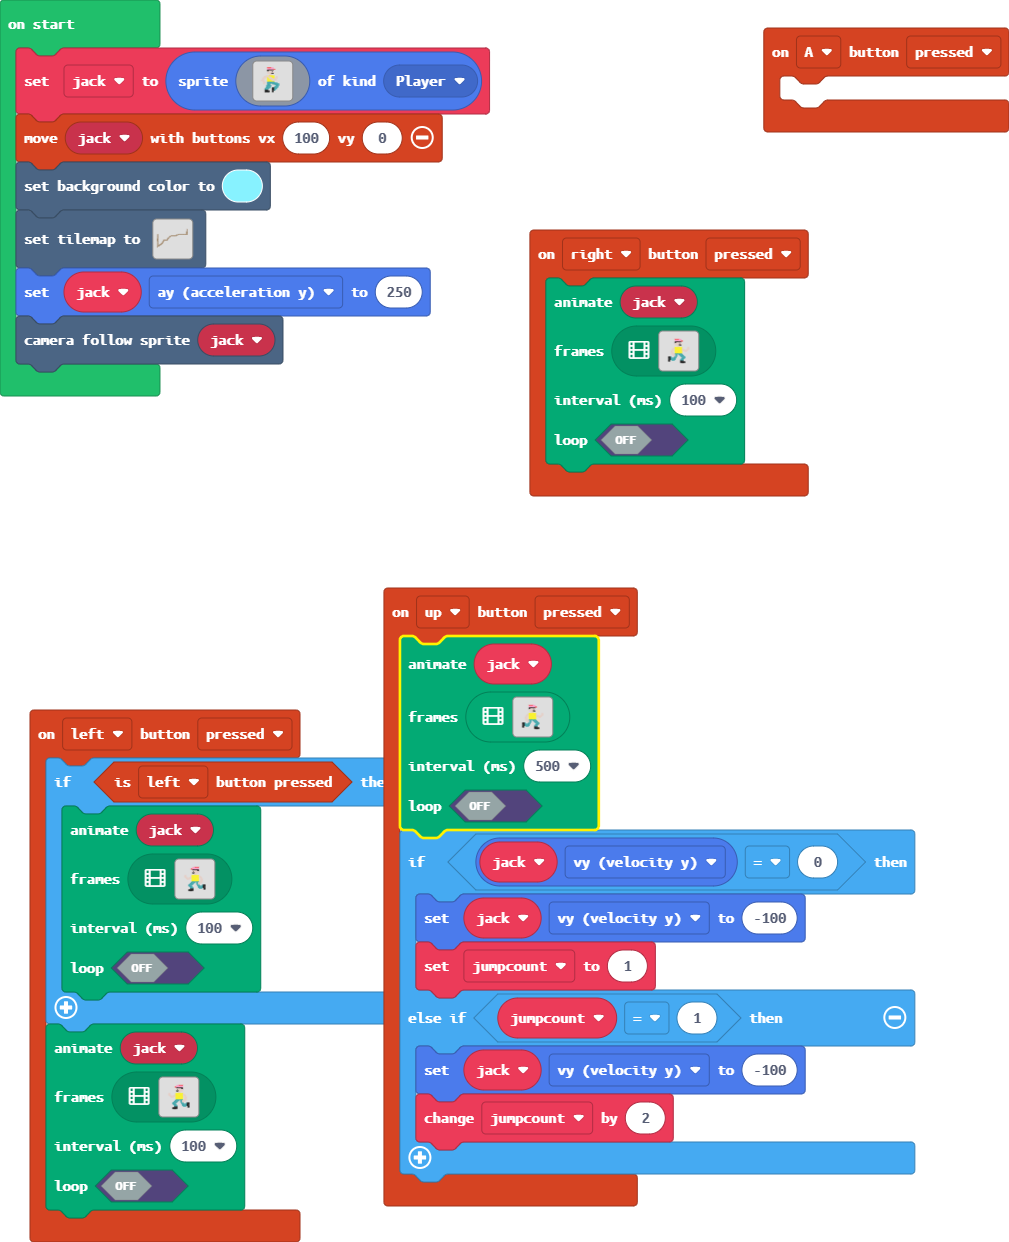 on start
set jack to sprite of kind Player
move jack with buttons vx 100 vy 0
set background color to
set tilemap to
set jack ay (acceleration y) to 250
camera follow sprite jack
on A button pressed
on right button pressed
animate jack
frames
interval (ms) 100
loop OFF
on left button pressed
if is left button pressed the
animate jack
frames
interval (ms) 100
loop OFF
animate jack
frames
interval (ms) 100
loop OFF
on up button pressed
animate jack
frames
interval (ms) 500
loop OFF
if jack vy (velocity y) = 0 then
set jack vy (velocity y) to -100
set jumpcount to 1
else if jumpcount = 1 then
set jack vy (velocity y) to -100
change jumpcount by 2